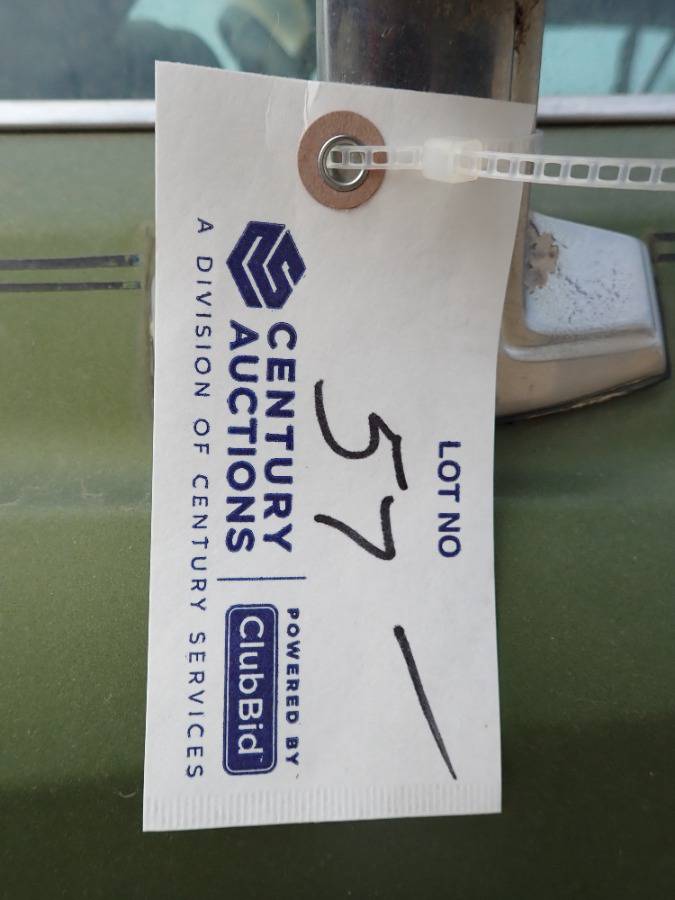 LOT NO
57 -
CENTURY
AUCTIONS
A DIVISION OF CENTURY SERVICES
POWERED BY
ClubBid